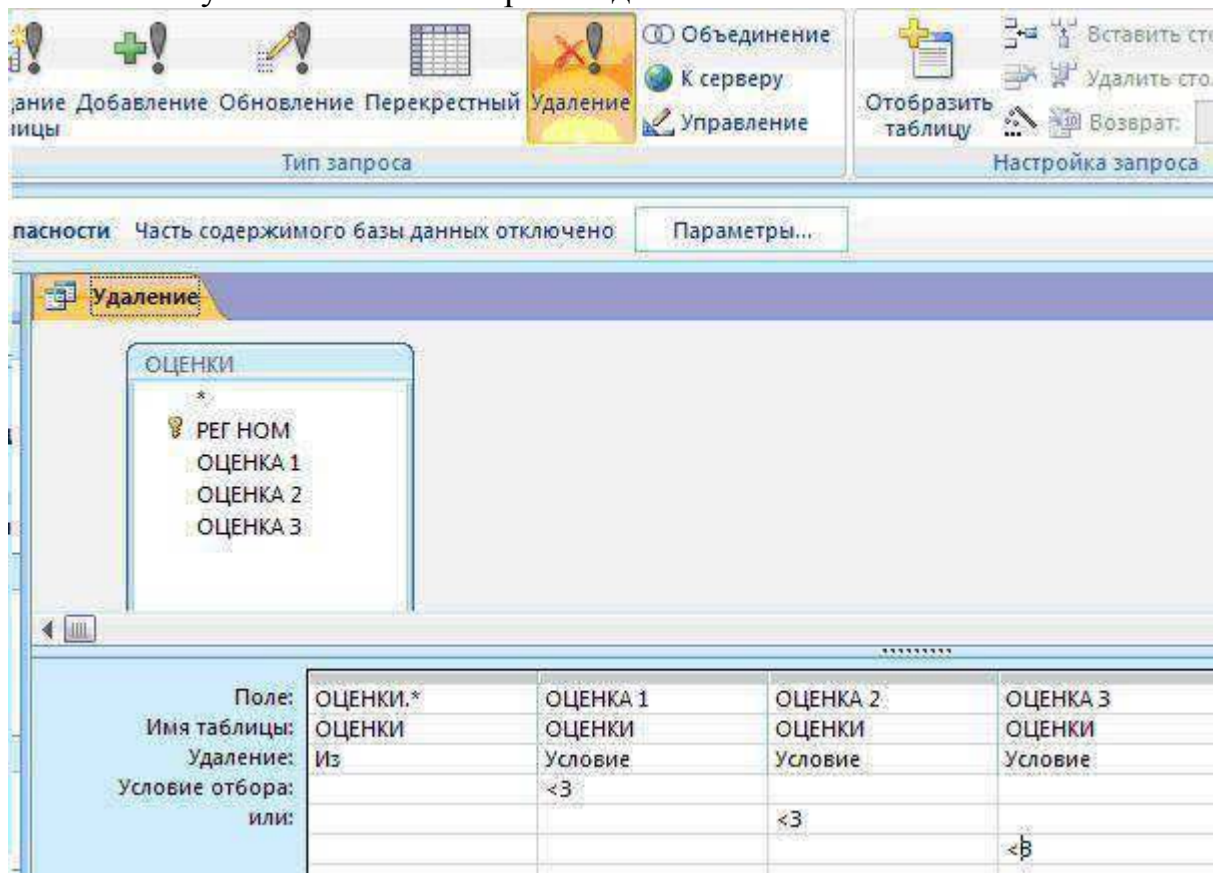 Объединение
Вставить
К серверу
Удалить
дание Добавление Обновление Перекрестный Удаление
Отобразить
лицы
Управление
таблицу
Возврат:
Тип запроса
Настройка запроса
пасности Часть содержимого базы данных отключено Параметры...
Удаление
ОЦЕНКИ
*
РЕГ НОМ
ОЦЕНКА 1
ОЦЕНКА 2
ОЦЕНКА 3
Поле: ОЦЕНКИ.* ОЦЕНКА 1 ОЦЕНКА 2 ОЦЕНКА 3
Имя таблицы: ОЦЕНКИ ОЦЕНКИ ОЦЕНКИ ОЦЕНКИ
Удаление: Из Условие Условие Условие
Условие отбора: <3
или: <3
<3